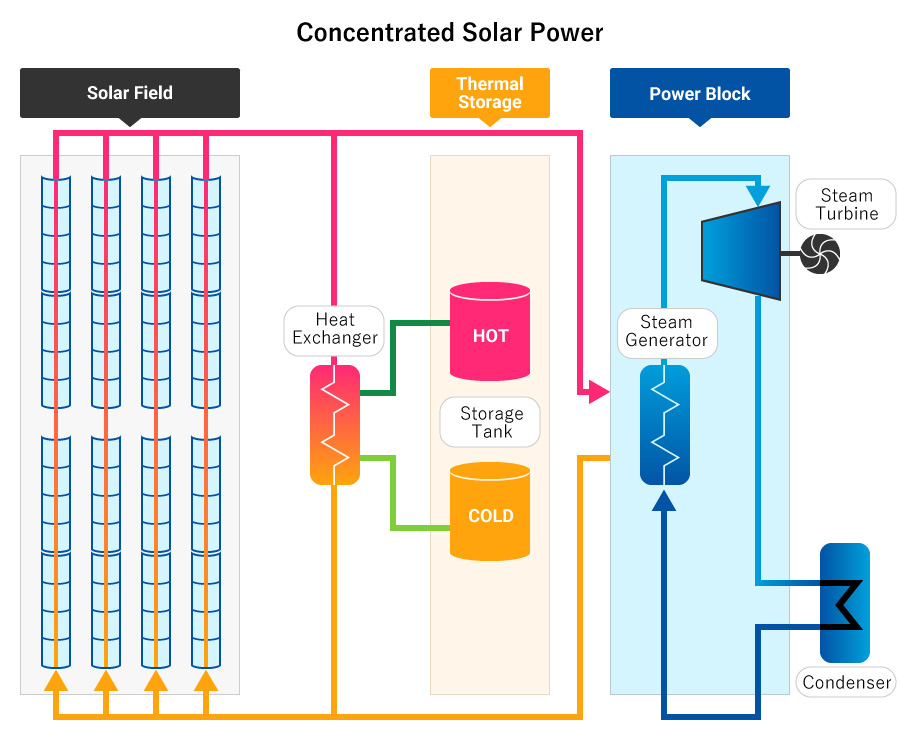 Concentrated Solar Power
Solar Field
Thermal
Storage
Power Block
Steam
Turbine
Heat
Exchanger
HOT
Steam
Generator
Storage
Tank
COLD
Condenser